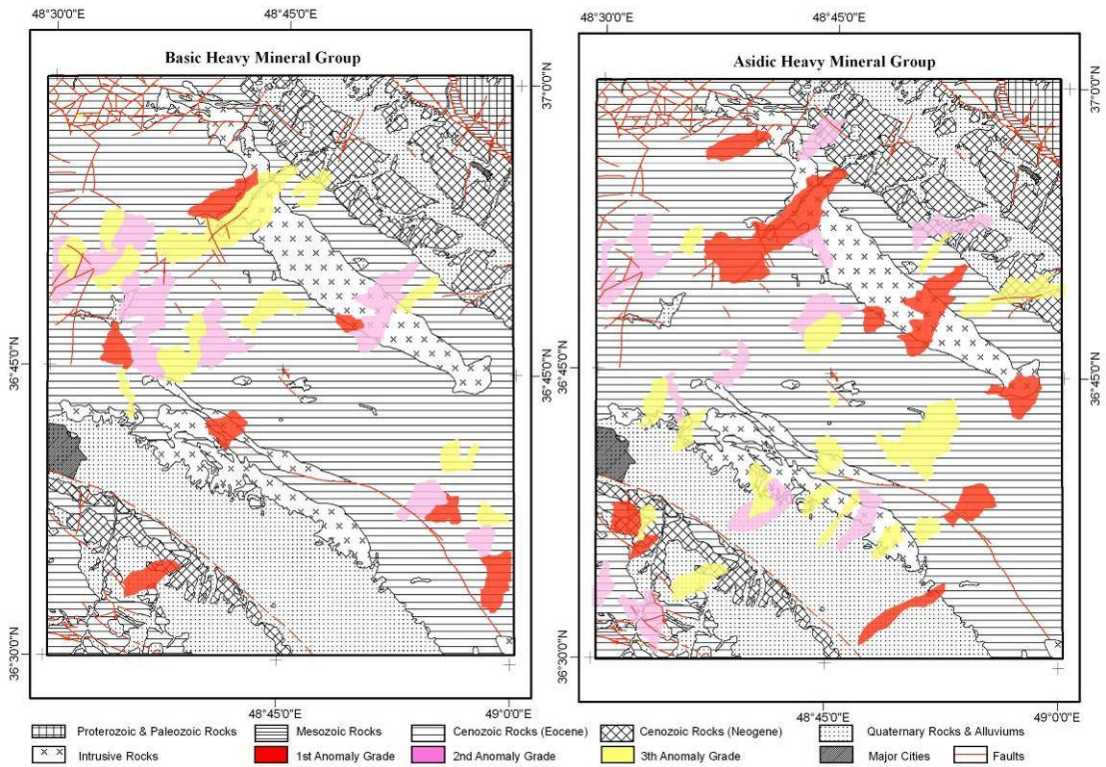 48°30'0"E 48°45'0"E 48°30'0"E 48°45'0"E
Basic Heavy Mineral Group
Asidic Heavy Mineral Group
37°0'0"N 37°0'0"N
36°45'0"N 36°45'0"N 36°45'0"N 36°45'0"N
36°30'0"N 36°30'0"N
48°45'0"E 49°0'0"E 48°45'0"E 49°0'0"E
Proterozoic & Paleozoic Rocks Mesozoic Rocks Cenozoic Rocks (Eocene) Cenozoic Rocks (Neogene) Quaternary Rocks & Alluviums
Intrusive Rocks 1st Anomaly Grade 2nd Anomaly Grade 3th Anomaly Grade Major Cities Faults